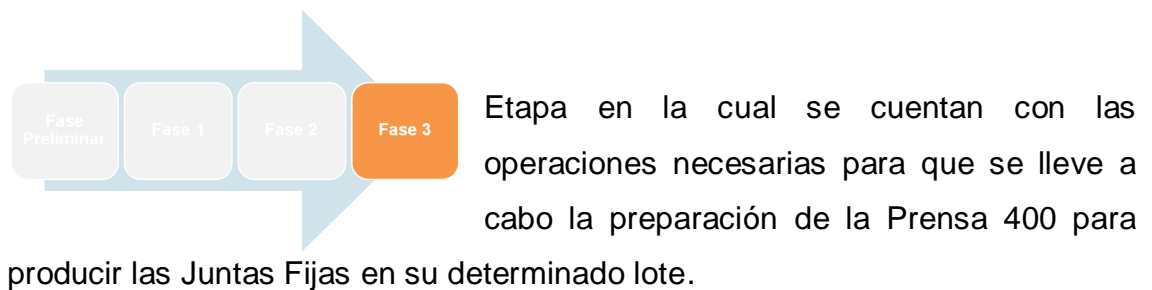 Fase
Preliminar
Fase 1
Fase 2
Fase 3
Etapa en la cual se cuentan con las
operaciones necesarias para que se lleve a
cabo la preparación de la Prensa 400 para
producir las Juntas Fijas en su determinado lote.